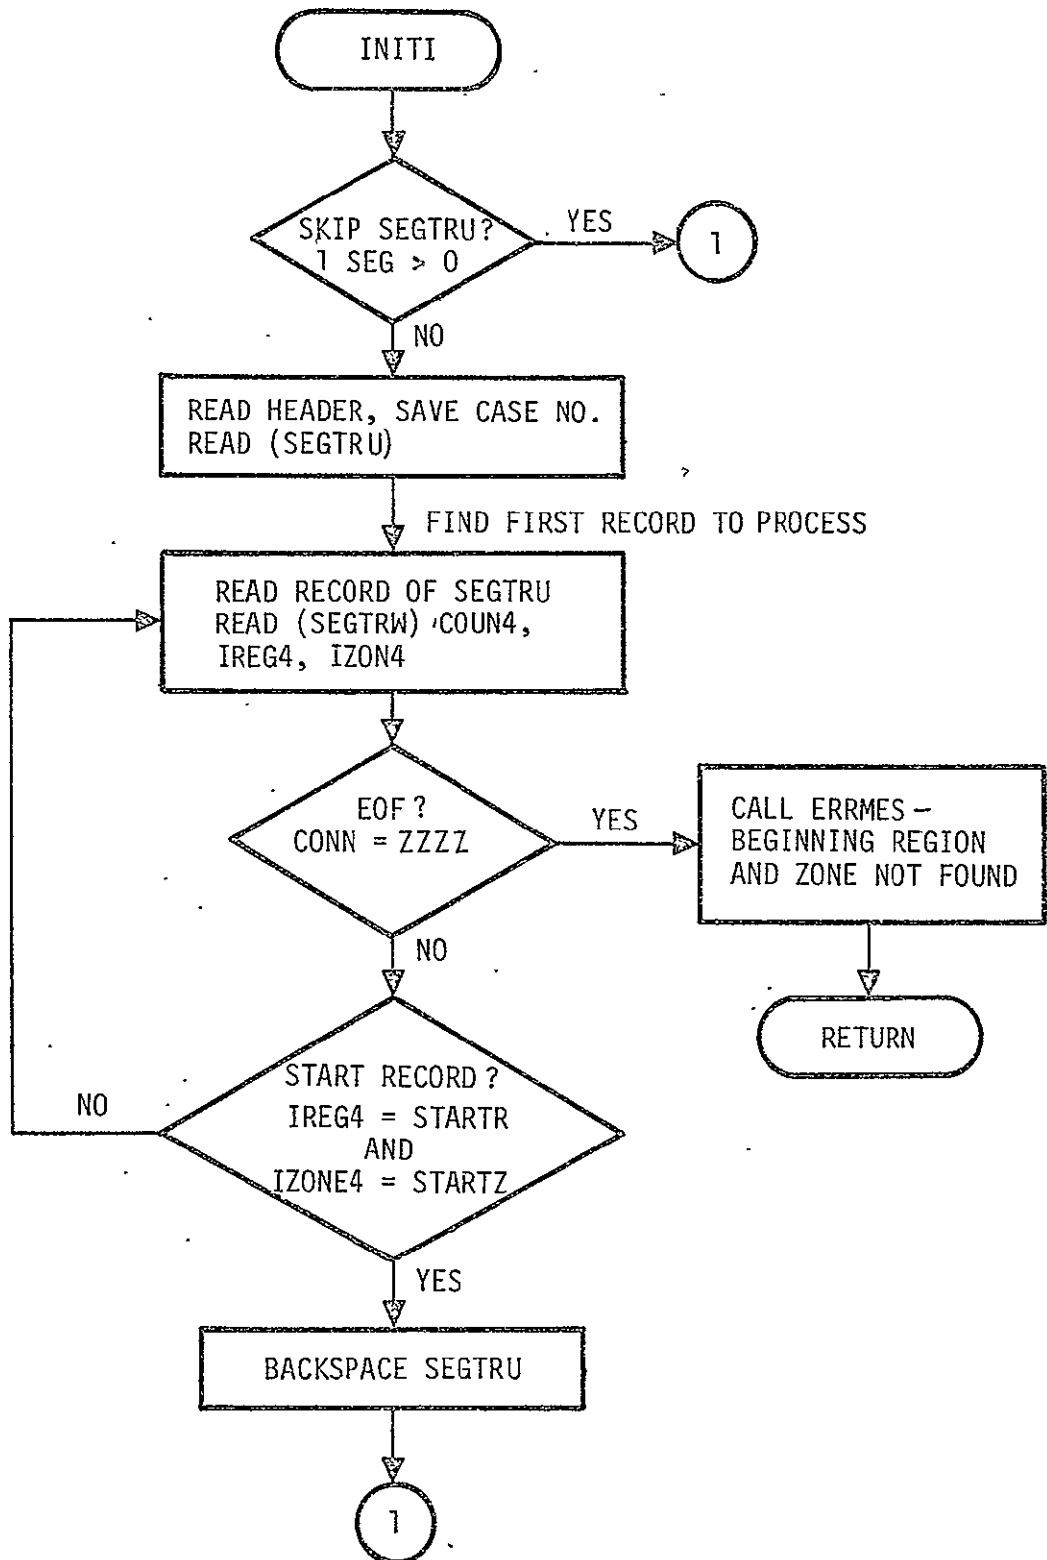 INITI
SKIP SEGTRU?
1 SEG > 0
YES
1
NO
READ HEADER, SAVE CASE NO.
READ (SEGTRU)
FIND FIRST RECORD TO PROCESS
READ RECORD OF SEGTRU
READ (SEGTRW) COUN4,
IREG4, IZON4
EOF?
CONN = ZZZZ
YES
CALL ERRMES -
BEGINNING REGION
AND ZONE NOT FOUND
NO
RETURN
START RECORD?
IREG4 = STARTR
AND
IZONE4 = STARTZ
NO
YES
BACKSPACE SEGTRU
1